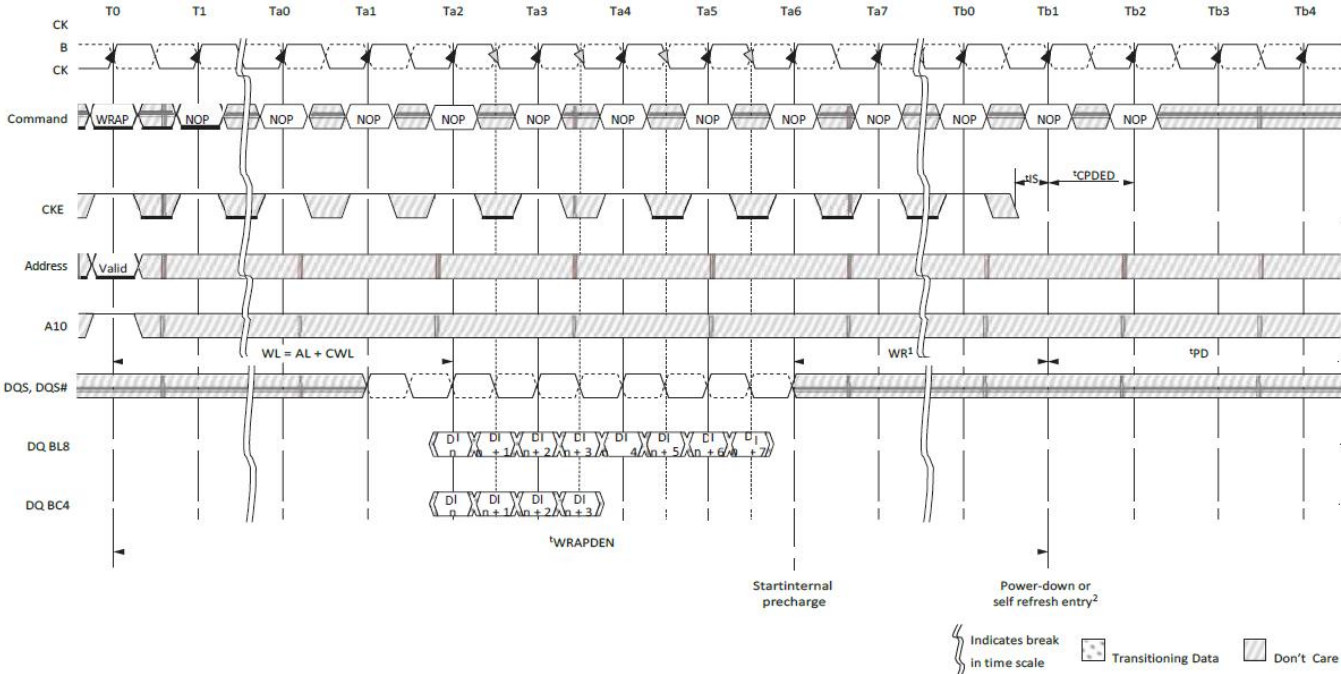 T0 T1 Ta0 Ta1 Ta2 Ta3 Ta4 Ta5 Ta6 Ta7 Tb0 Tb1 Tb2 Tb3 Tb4
CK
B
CK
Command WRAP NOP NOP NOP NOP NOP NOP NOP NOP NOP NOP NOP NOP
tIS tCPDED
CKE
Address Valid
A10
WL = AL + CWL WR1 tPD
DQS, DQS#
DQ BL8 DI n DI n + 1 DI n + 2 DI n + 3 DI n 4 DI n + 5 DI n + 6 DI n + 7
DQ BC4 DI n DI n + 1 DI n + 2 DI n + 3
tWRAPDEN
Startinternal
precharge
Power-down or
self refresh entry2
Indicates break
in time scale
Transitioning Data
Don't Care